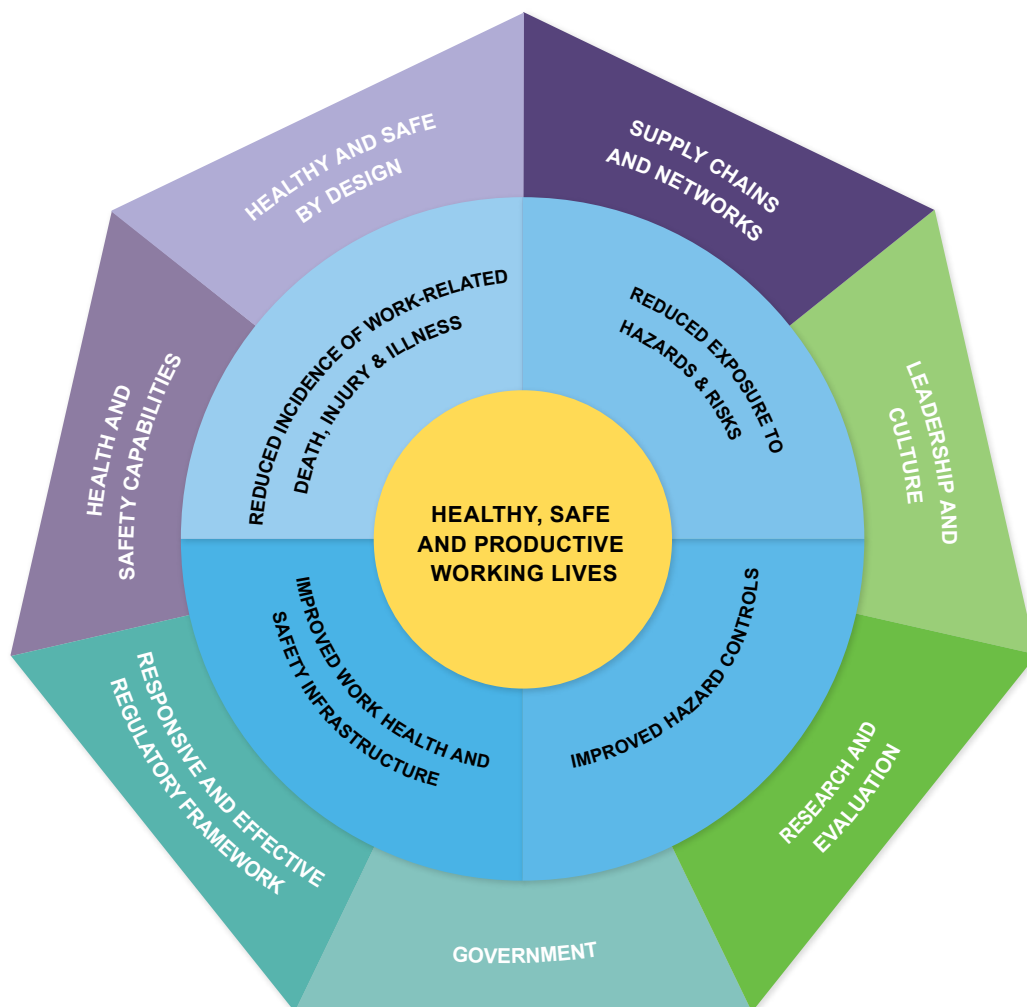 HEALTHY AND SAFE
BY DESIGN
SUPPLY CHAINS
AND NETWORKS
LEADERSHIP AND
CULTURE
RESEARCH AND
EVALUATION
GOVERNMENT
RESPONSIVE AND EFFECTIVE
REGULATORY FRAMEWORK
HEALTH AND
SAFETY CAPABILITIES
REDUCED INCIDENCE OF WORK-RELATED
DEATH, INJURY & ILLNESS
REDUCED EXPOSURE TO
HAZARDS & RISKS
IMPROVED HAZARD CONTROLS
IMPROVED WORK HEALTH AND
SAFETY INFRASTRUCTURE
HEALTHY, SAFE
AND PRODUCTIVE
WORKING LIVES